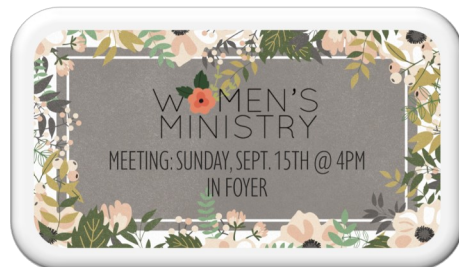 WOMEN'S
MINISTRY
MEETING: SUNDAY, SEPT. 15TH @ 4PM
IN FOYER